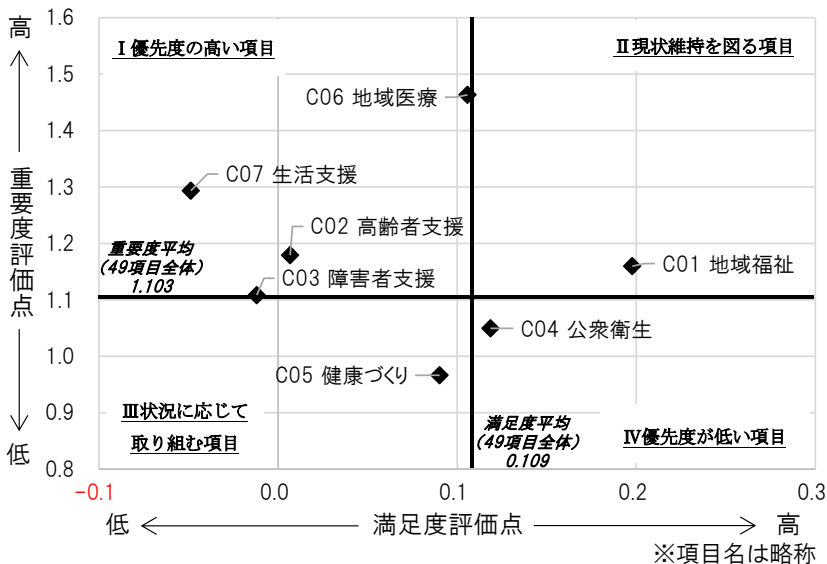 高
重要度評価点
低
1.6
1.5
1.4
1.3
1.2
1.1
1.0
0.9
0.8
Ⅰ優先度の高い項目
Ⅱ現状維持を図る項目
C06 地域医療
C07 生活支援
C02 高齢者支援
重要度平均
(49項目全体)
1.103
C03 障害者支援
C01 地域福祉
C04 公衆衛生
C05 健康づくり
Ⅲ状況に応じて
取り組む項目
満足度平均
(49項目全体)
0.109
Ⅳ優先度が低い項目
-0.1
0.0
0.1
0.2
0.3
低
満足度評価点
高
※項目名は略称